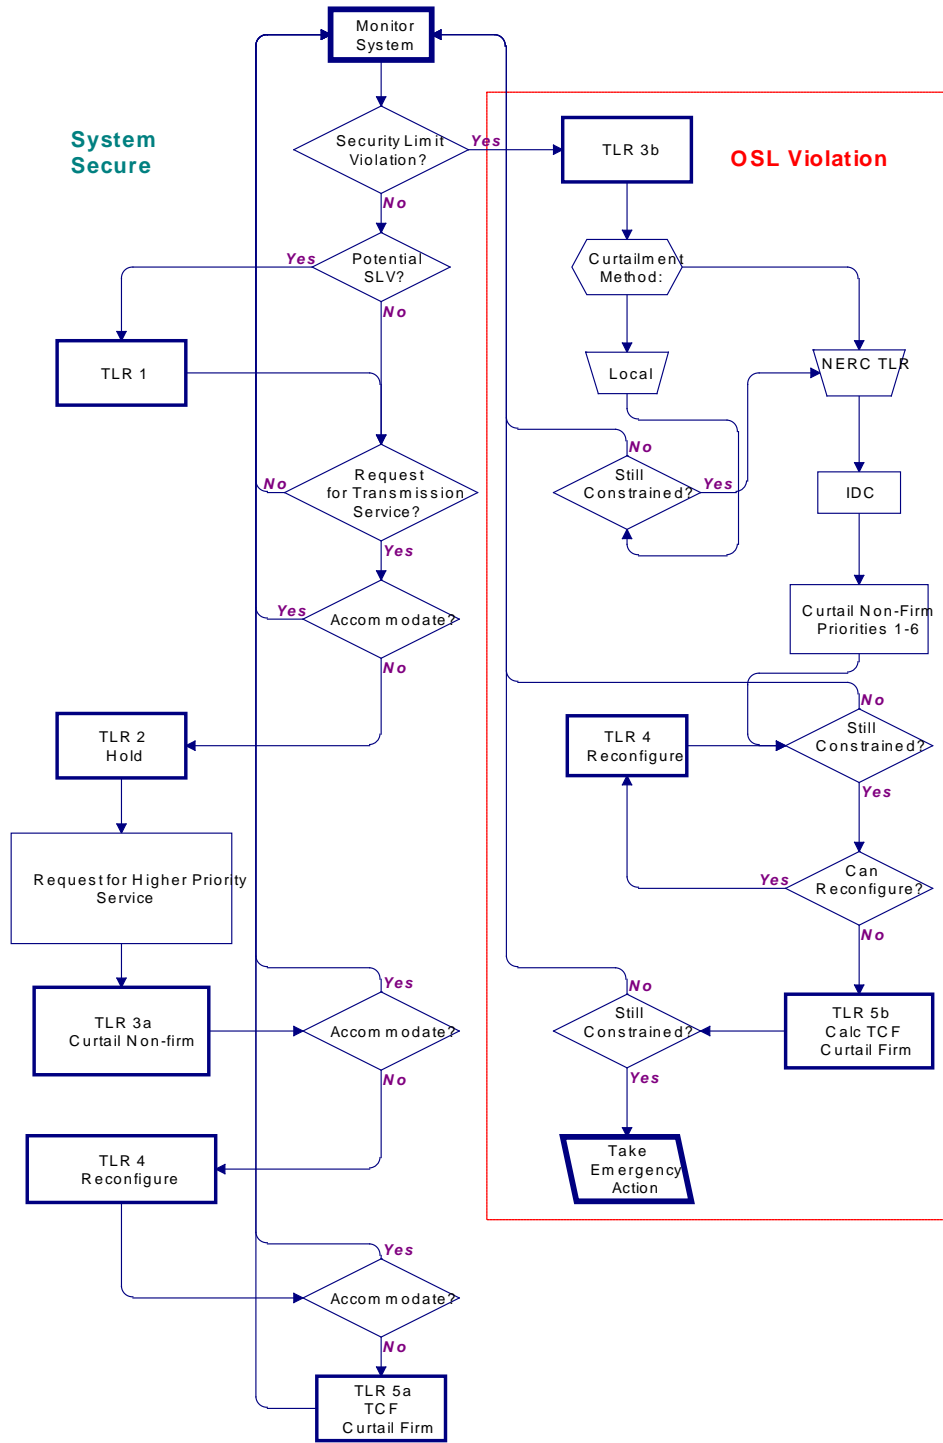 Monitor
System
System
Secure
Security Limit
Violation?
Yes
TLR 3b
OSL Violation
No
Yes
Potential
SLV?
Curtailment
Method:
No
TLR 1
Local
NERC TLR
No
Request
for Transmission
Service?
No
Still
Constrained?
Yes
IDC
Yes
Yes
Accommodate?
Curtail Non-Firm
Priorities 1-6
No
No
TLR 2
Hold
TLR 4
Reconfigure
Still
Constrained?
Yes
Request for Higher Priority
Service
Yes
Can
Reconfigure?
No
Yes
No
TLR 3a
Curtail Non-firm
Accommodate?
Still
Constrained?
TLR 5b
Calc TCF
Curtail Firm
No
Yes
TLR 4
Reconfigure
Take
Emergency
Action
Yes
Accommodate?
No
TLR 5a
TCF
Curtail Firm